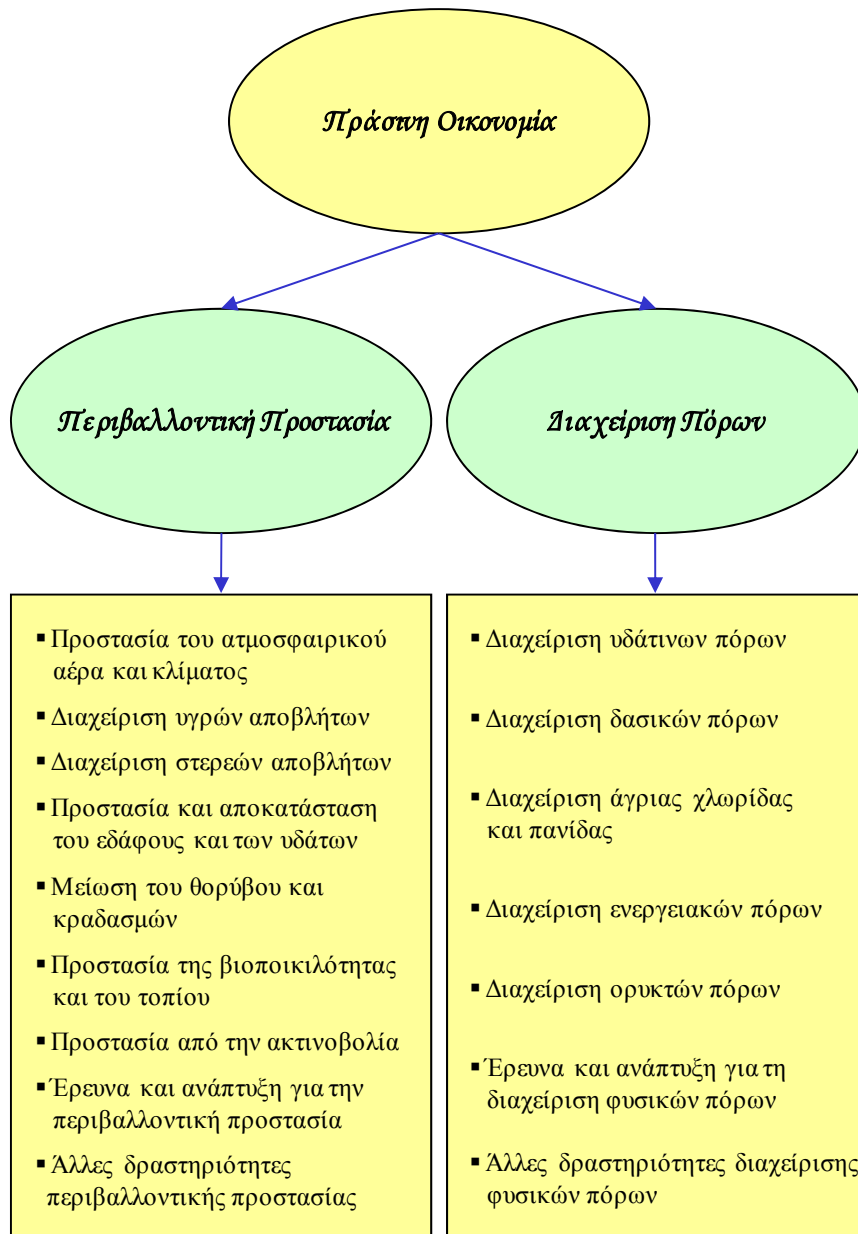 Πράσινη Οικονομία
Περιβαλλοντική Προστασία
Διαχείριση Πόρων
▪ Προστασία του ατμοσφαιρικού
αέρα και κλίματος
▪ Διαχείριση υγρών αποβλήτων
▪ Διαχείριση στερεών αποβλήτων
▪ Προστασία και αποκατάσταση
του εδάφους και των υδάτων
▪ Μείωση του θορύβου και
κραδασμών
▪ Προστασία της βιοποικιλότητας
και του τοπίου
▪ Προστασία από την ακτινοβολία
▪ Έρευνα και ανάπτυξη για την
περιβαλλοντική προστασία
▪ Άλλες δραστηριότητες
περιβαλλοντικής προστασίας
▪ Διαχείριση υδάτινων πόρων
▪ Διαχείριση δασικών πόρων
▪ Διαχείριση άγριας χλωρίδας
και πανίδας
▪ Διαχείριση ενεργειακών πόρων
▪ Διαχείριση ορυκτών πόρων
▪ Έρευνα και ανάπτυξη για τη
διαχείριση φυσικών πόρων
▪ Άλλες δραστηριότητες διαχείρισης
φυσικών πόρων